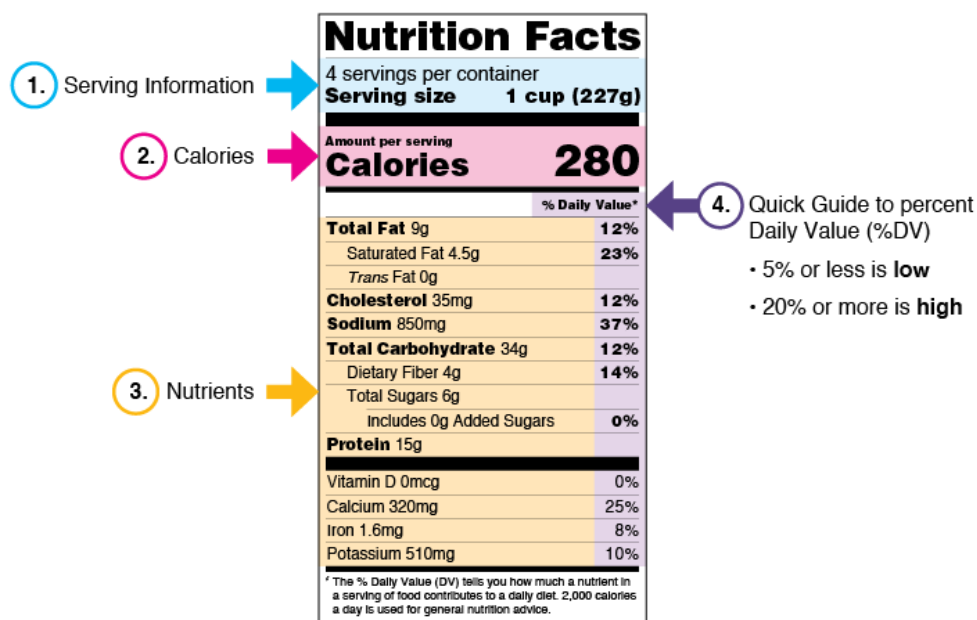 Nutrition Facts
4 servings per container
Serving size 1 cup (227g)
1. Serving Information
Amount per serving
Calories 280
2. Calories
% Daily Value*
4. Quick Guide to percent
Daily Value (%DV)
• 5% or less is low
• 20% or more is high
Total Fat 9g 12%
Saturated Fat 4.5g 23%
Trans Fat 0g
Cholesterol 35mg 12%
Sodium 850mg 37%
Total Carbohydrate 34g 12%
Dietary Fiber 4g 14%
3. Nutrients
Total Sugars 6g
Includes 0g Added Sugars 0%
Protein 15g
Vitamin D 0mcg 0%
Calcium 320mg 25%
Iron 1.6mg 8%
Potassium 510mg 10%
* The % Daily Value (DV) tells you how much a nutrient in
a serving of food contributes to a daily diet. 2,000 calories
a day is used for general nutrition advice.